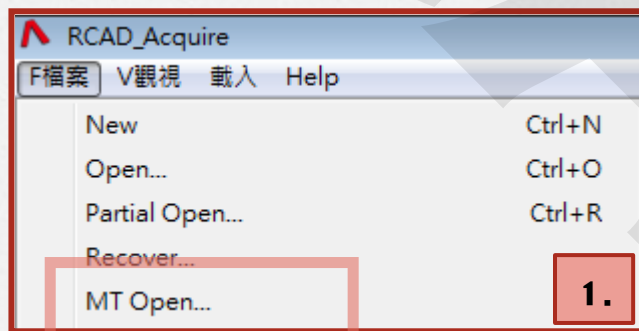 RCAD_Acquire
F檔案 V觀視 載入 Help
New Ctrl+N
Open... Ctrl+O
Partial Open... Ctrl+R
Recover...
MT Open...
1.